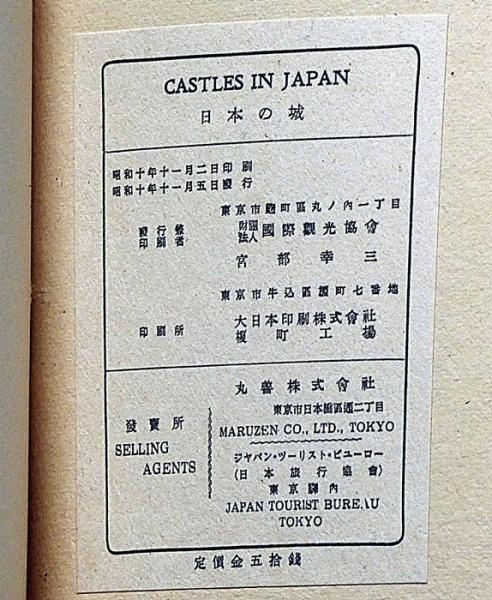 CASTLES IN JAPAN
日本の城
昭和十年十一月二日印刷
昭和十年十一月五日發行
東京市麴町區丸ノ內一丁目
發行兼印刷者
財團法人國際觀光協會
宮部幸三
東京市牛込區榎町七番地
印刷所
大日本印刷株式會社
榎町工場
丸善株式會社
東京市日本橋區通二丁目
發賣所
SELLING
AGENTS
MARUZEN CO., LTD., TOKYO
ジャパン・ツーリスト・ビューロー
(日本旅行協會)
東京驛內
JAPAN TOURIST BUREAU
TOKYO
定價金五拾錢